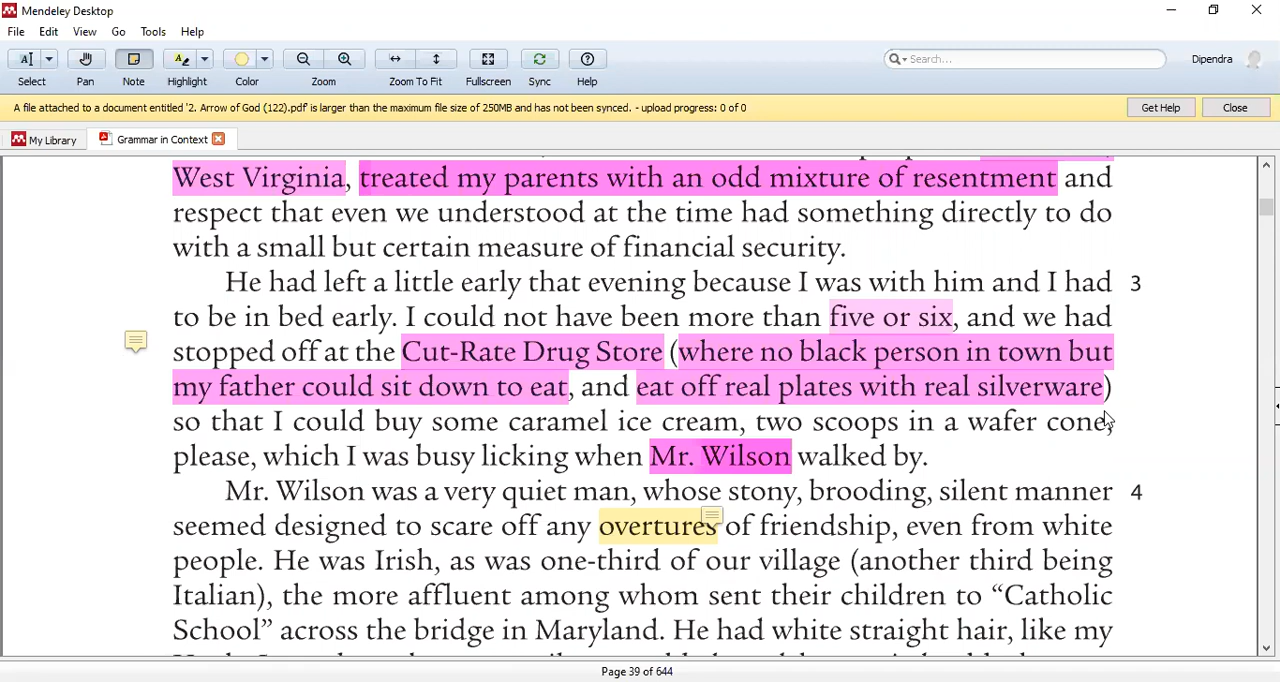 Mendeley Desktop
File Edit View Go Tools Help
Select Pan Note Highlight Color Zoom Zoom To Fit Fullscreen Sync Help
Search...
Dipendra
A file attached to a document entitled '2. Arrow of God (122).pdf' is larger than the maximum file size of 250MB and has not been synced. - upload progress: 0 of 0
Get Help Close
My Library Grammar in Context
West Virginia, treated my parents with an odd mixture of resentment and
respect that even we understood at the time had something directly to do
with a small but certain measure of financial security.
He had left a little early that evening because I was with him and I had 3
to be in bed early. I could not have been more than five or six, and we had
stopped off at the Cut-Rate Drug Store (where no black person in town but
my father could sit down to eat, and eat off real plates with real silverware)
so that I could buy some caramel ice cream, two scoops in a wafer cone,
please, which I was busy licking when Mr. Wilson walked by.
Mr. Wilson was a very quiet man, whose stony, brooding, silent manner 4
seemed designed to scare off any overtures of friendship, even from white
people. He was Irish, as was one-third of our village (another third being
Italian), the more affluent among whom sent their children to “Catholic
School” across the bridge in Maryland. He had white straight hair, like my
Page 39 of 644